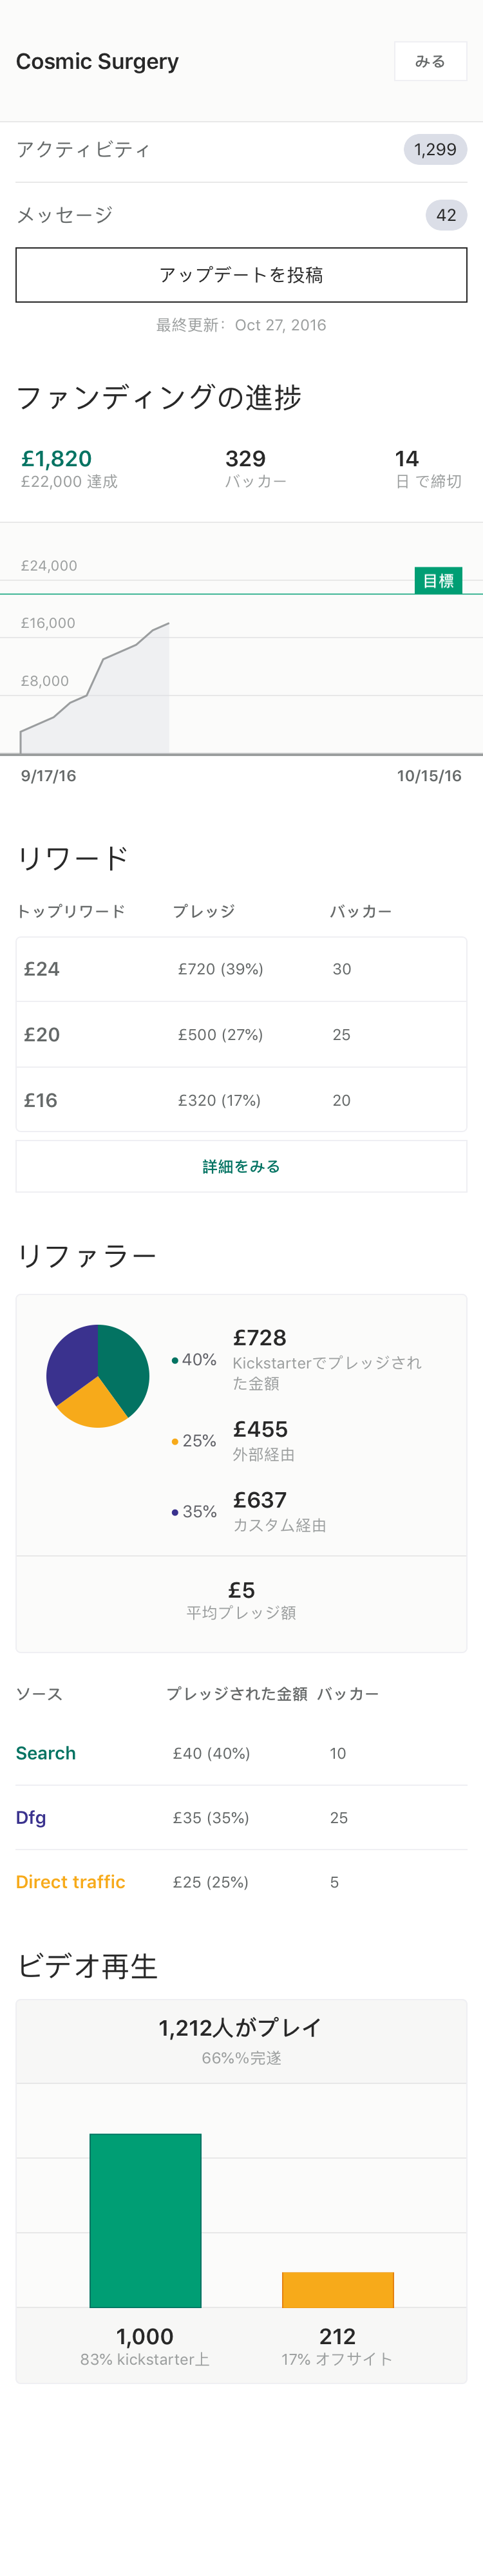 Cosmic Surgery
みる
アクティビティ
1,299
メッセージ
42
アップデートを投稿
最終更新: Oct 27, 2016
ファンディングの進捗
£1,820
£22,000 達成
329
バッカー
14
日 で締切
£24,000
目標
£16,000
£8,000
9/17/16
10/15/16
リワード
トップリワード プレッジ バッカー
£24 £720 (39%) 30
£20 £500 (27%) 25
£16 £320 (17%) 20
詳細をみる
リファラー
40%
£728
Kickstarterでプレッジされ
た金額
25%
£455
外部経由
35%
£637
カスタム経由
£5
平均プレッジ額
ソース プレッジされた金額 バッカー
Search £40 (40%) 10
Dfg £35 (35%) 25
Direct traffic £25 (25%) 5
ビデオ再生
1,212人がプレイ
66%%完遂
1,000
83% kickstarter上
212
17% オフサイト